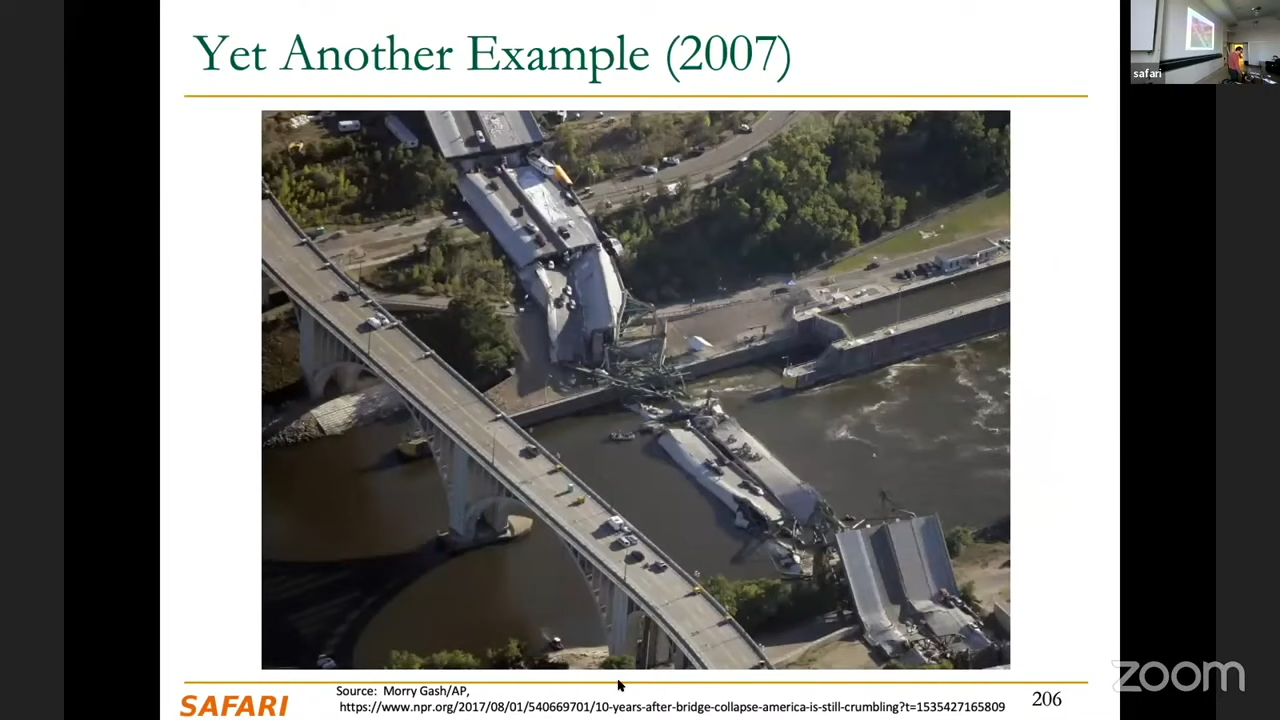 Yet Another Example (2007)
safari
SAFARI
Source: Morry Gash/AP,
https://www.npr.org/2017/08/01/540669701/10-years-after-bridge-collapse-america-is-still-crumbling?t=1535427165809
206
zoom